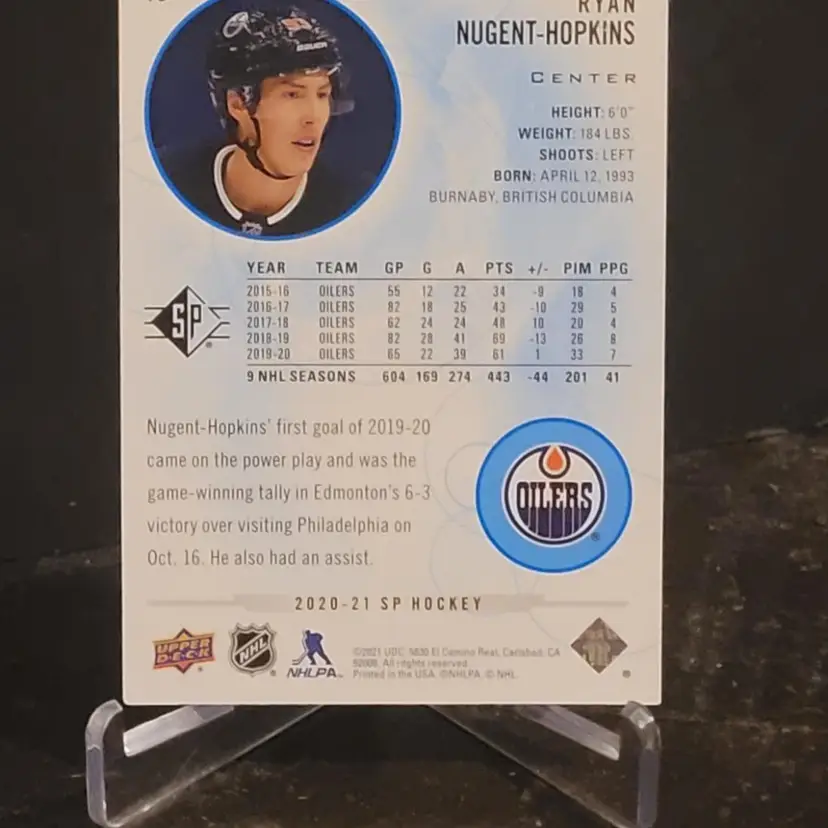 RYAN
NUGENT-HOPKINS
CENTER
HEIGHT: 6'0"
WEIGHT: 184 LBS.
SHOOTS: LEFT
BORN: APRIL 12, 1993
BURNABY, BRITISH COLUMBIA
BAUER
YEAR TEAM GP G A PTS +/- PIM PPG
2015-16 OILERS 55 12 22 34 -9 18 4
2016-17 OILERS 82 18 25 43 -10 29 5
2017-18 OILERS 62 24 24 48 10 20 4
2018-19 OILERS 82 28 41 69 -13 26 8
2019-20 OILERS 65 22 39 61 1 33 7
9 NHL SEASONS 604 169 274 443 -44 201 41
SP
Nugent-Hopkins' first goal of 2019-20
came on the power play and was the
game-winning tally in Edmonton's 6-3
victory over visiting Philadelphia on
Oct. 16. He also had an assist.
OILERS
2020-21 SP HOCKEY
UPPER
DECK
NHL
NHLPA
©2021 UDC, 5830 El Camino Real, Carlsbad, CA
92008. All rights reserved.
Printed in the USA. ©NHLPA. © NHL.